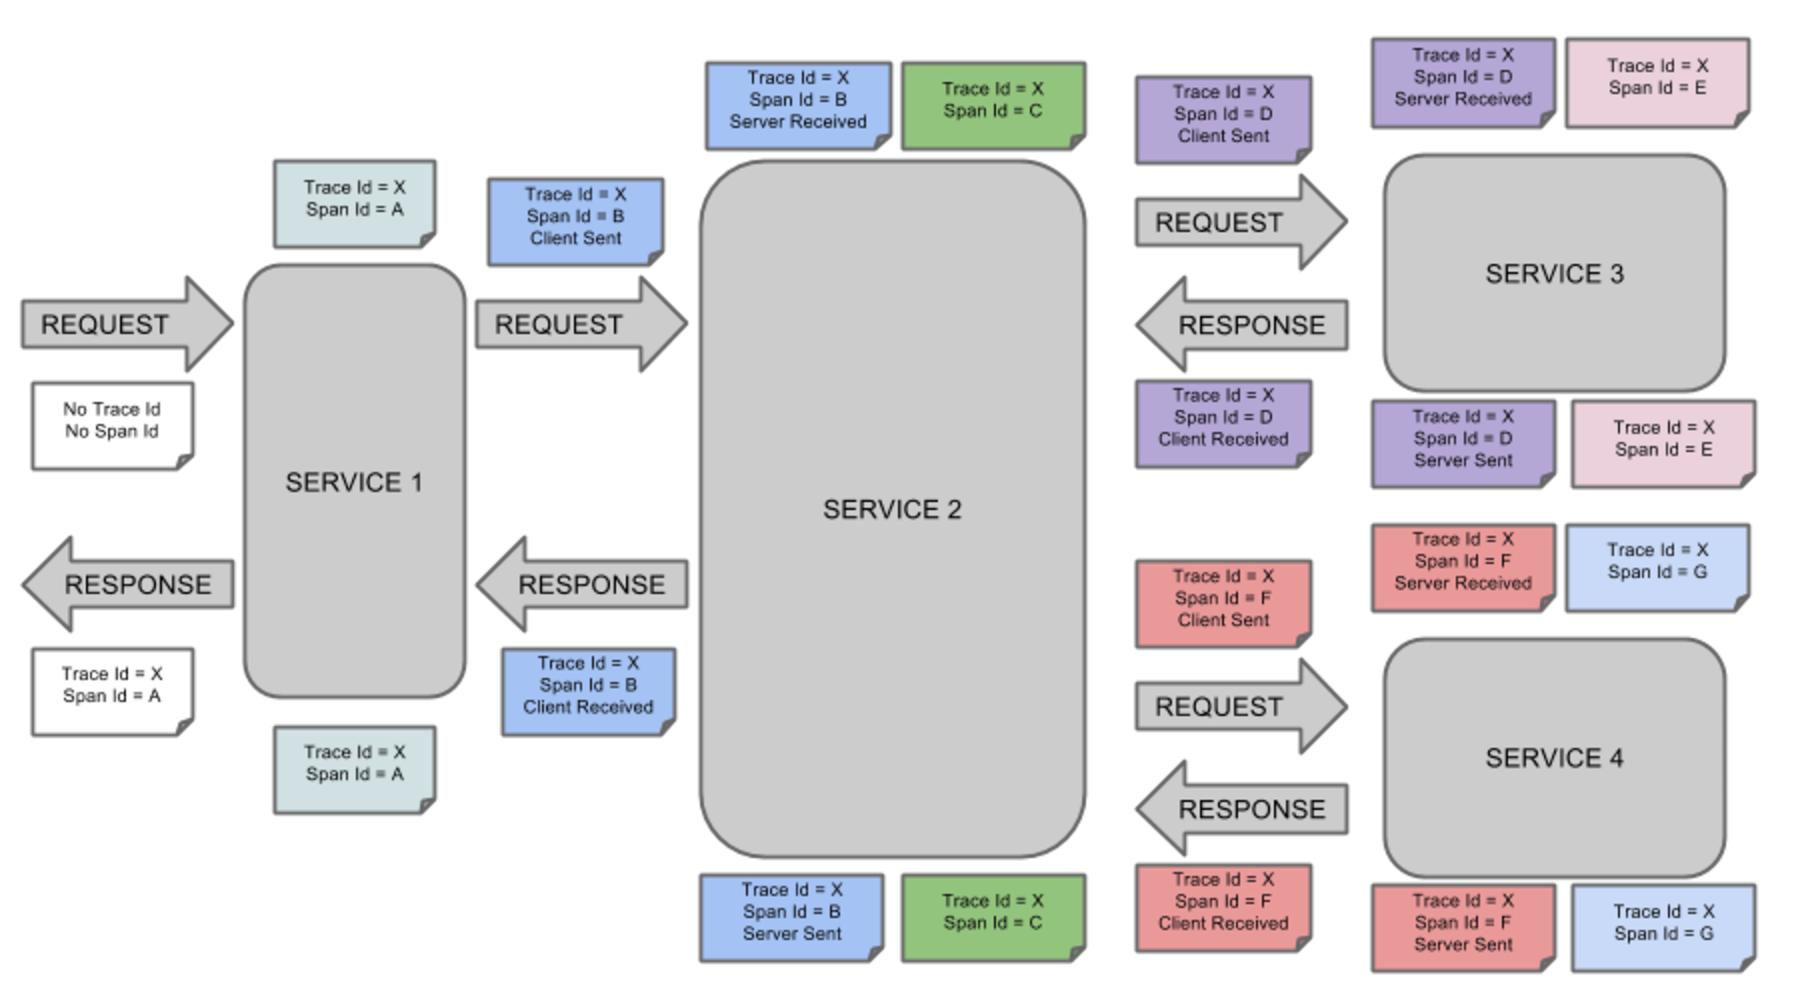 Trace Id = X
Span Id = A
REQUEST
No Trace Id
No Span Id
SERVICE 1
RESPONSE
Trace Id = X
Span Id = A
Trace Id = X
Span Id = A
Trace Id = X
Span Id = B
Client Sent
REQUEST
RESPONSE
Trace Id = X
Span Id = B
Client Received
Trace Id = X
Span Id = B
Server Received
Trace Id = X
Span Id = C
SERVICE 2
Trace Id = X
Span Id = B
Server Sent
Trace Id = X
Span Id = C
Trace Id = X
Span Id = D
Client Sent
REQUEST
RESPONSE
Trace Id = X
Span Id = D
Client Received
Trace Id = X
Span Id = D
Server Received
Trace Id = X
Span Id = E
SERVICE 3
Trace Id = X
Span Id = D
Server Sent
Trace Id = X
Span Id = E
Trace Id = X
Span Id = F
Client Sent
REQUEST
RESPONSE
Trace Id = X
Span Id = F
Client Received
Trace Id = X
Span Id = F
Server Received
Trace Id = X
Span Id = G
SERVICE 4
Trace Id = X
Span Id = F
Server Sent
Trace Id = X
Span Id = G